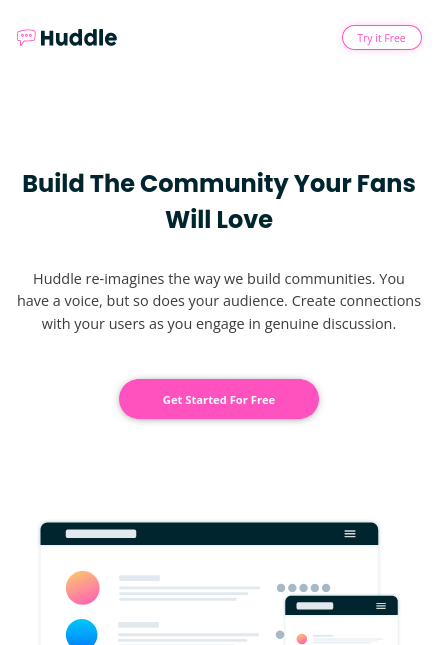 Huddle
Try it Free
Build The Community Your Fans
Will Love
Huddle re-imagines the way we build communities. You
have a voice, but so does your audience. Create connections
with your users as you engage in genuine discussion.
Get Started For Free